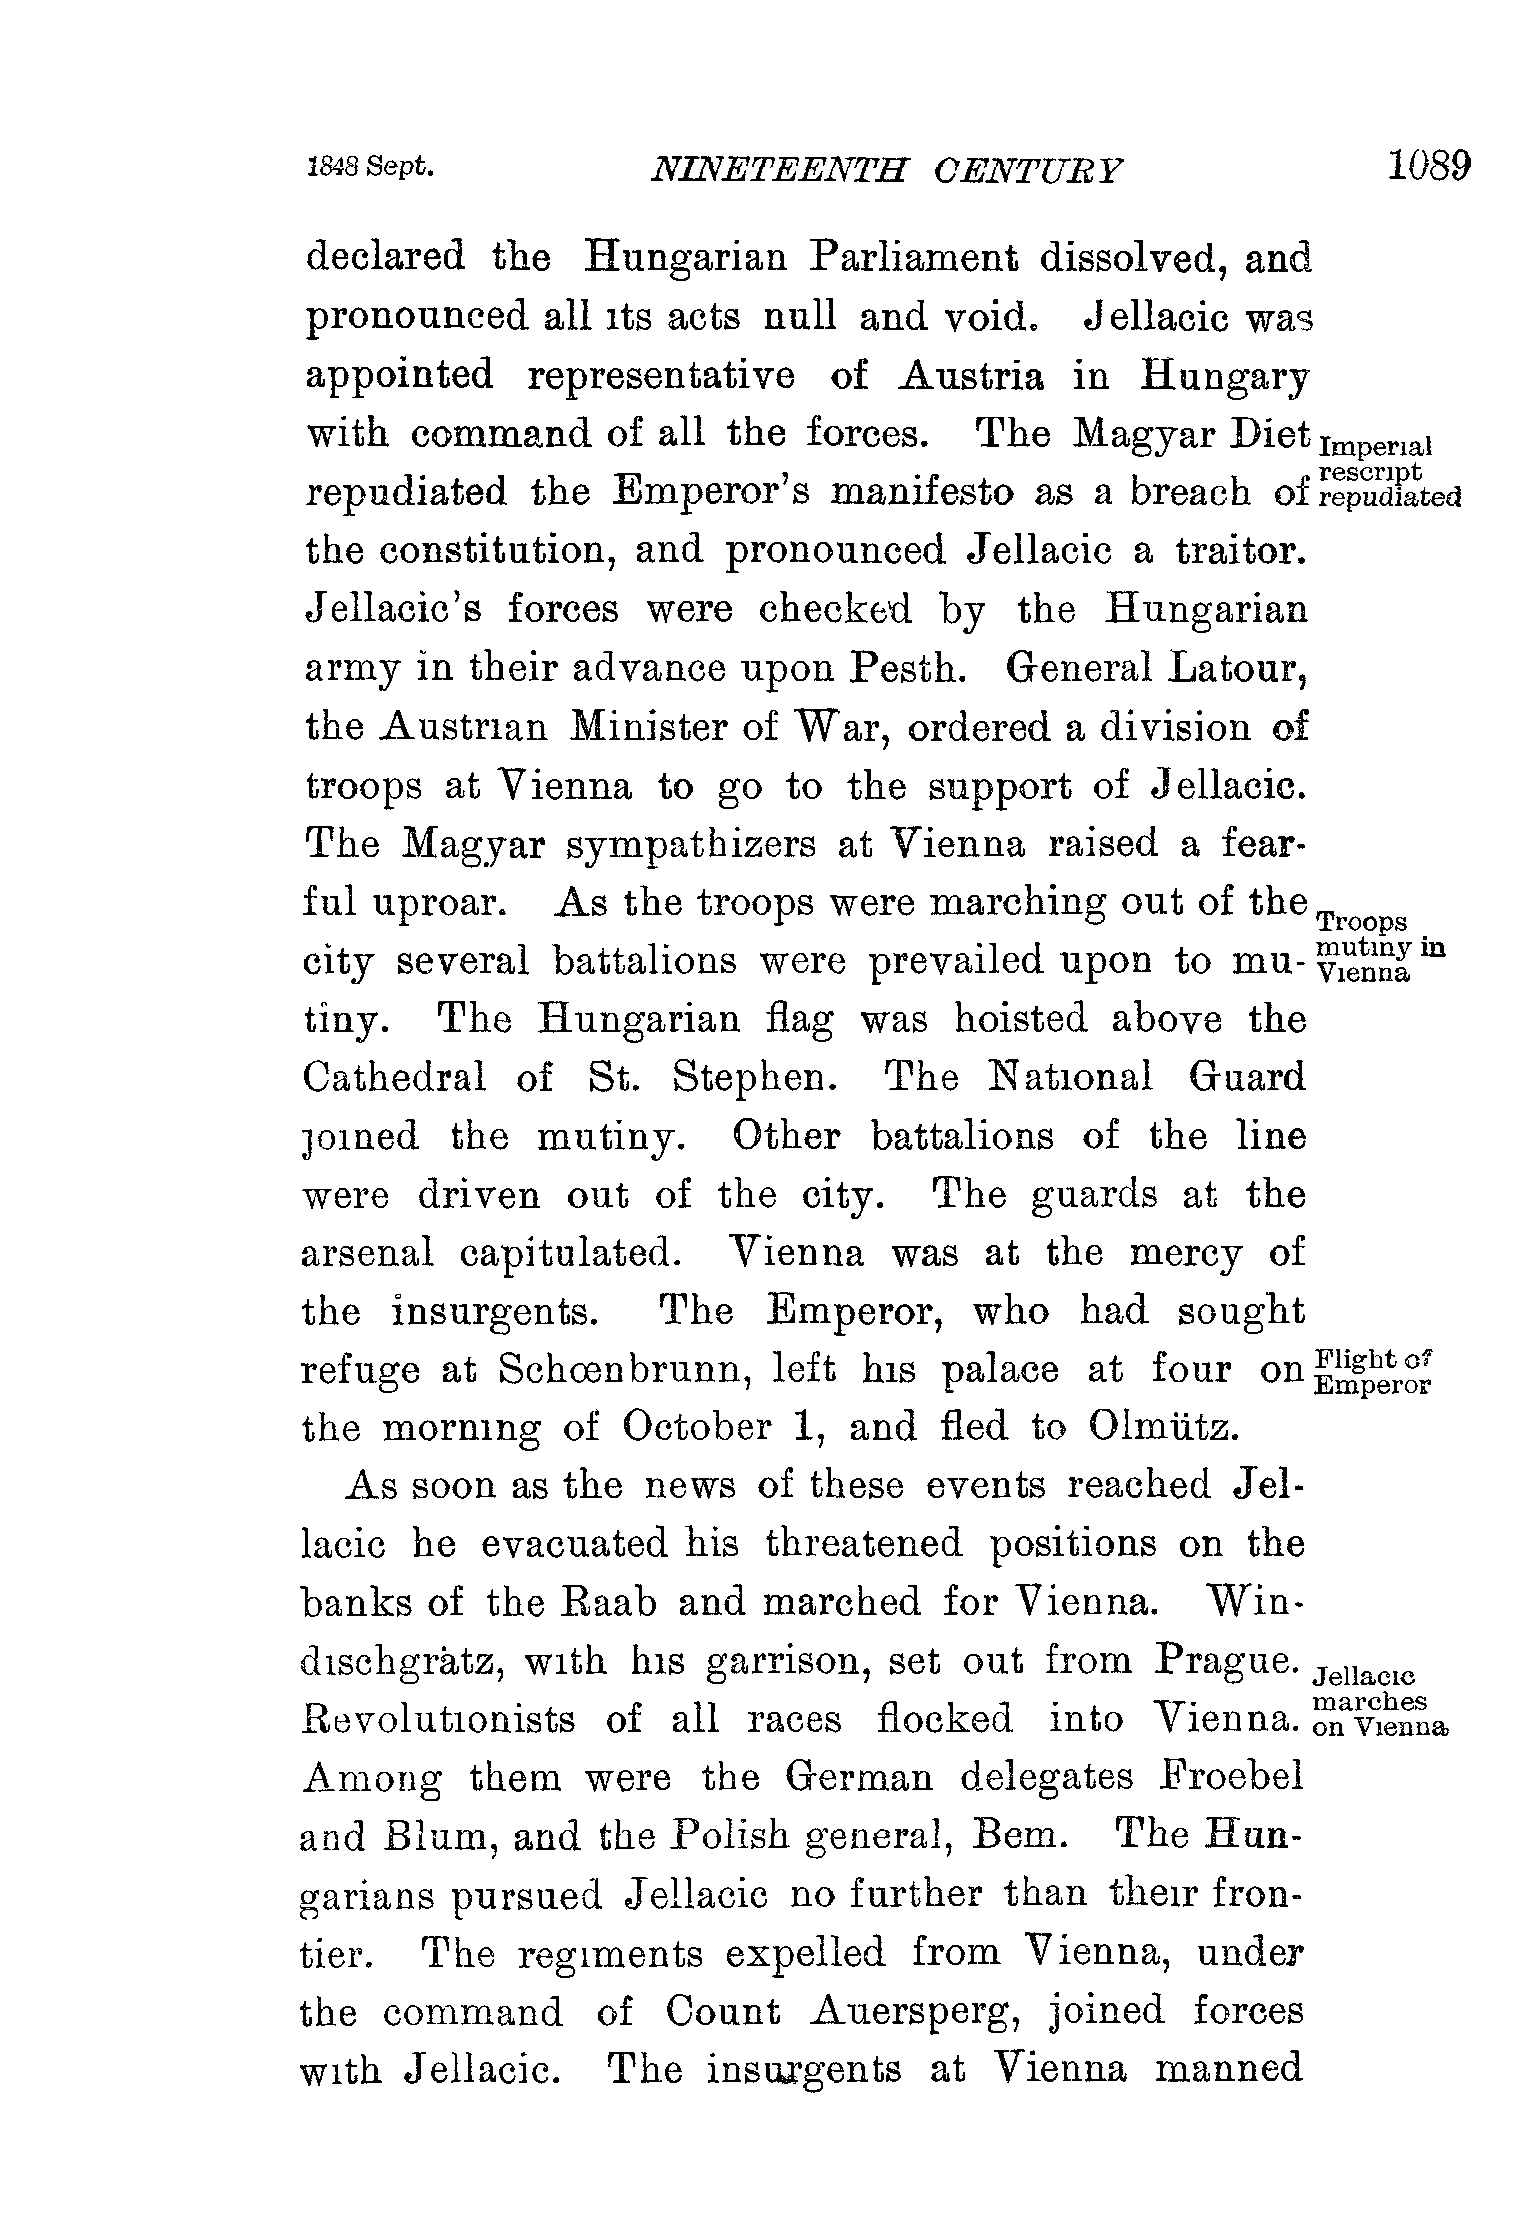 1848 Sept. NINETEENTH CENTURY 1089
declared the Hungarian Parliament dissolved, and
pronounced all its acts null and void. Jellacic was
appointed representative of Austria in Hungary
with command of all the forces. The Magyar Diet
Imperial
rescript
repudiated
repudiated the Emperor's manifesto as a breach of
the constitution, and pronounced Jellacic a traitor.
Jellacic's forces were checked by the Hungarian
army in their advance upon Pesth. General Latour,
the Austrian Minister of War, ordered a division of
troops at Vienna to go to the support of Jellacic.
The Magyar sympathizers at Vienna raised a fear-
ful uproar. As the troops were marching out of the
Troops
mutiny in
Vienna
city several battalions were prevailed upon to mu-
tiny. The Hungarian flag was hoisted above the
Cathedral of St. Stephen. The National Guard
joined the mutiny. Other battalions of the line
were driven out of the city. The guards at the
arsenal capitulated. Vienna was at the mercy of
the insurgents. The Emperor, who had sought
refuge at Schœnbrunn, left his palace at four on
Flight of
Emperor
the morning of October 1, and fled to Olmütz.
As soon as the news of these events reached Jel-
lacic he evacuated his threatened positions on the
banks of the Raab and marched for Vienna. Win-
dischgrätz, with his garrison, set out from Prague.
Jellacic
marches
on Vienna
Revolutionists of all races flocked into Vienna.
Among them were the German delegates Froebel
and Blum, and the Polish general, Bem. The Hun-
garians pursued Jellacic no further than their fron-
tier. The regiments expelled from Vienna, under
the command of Count Auersperg, joined forces
with Jellacic. The insurgents at Vienna manned